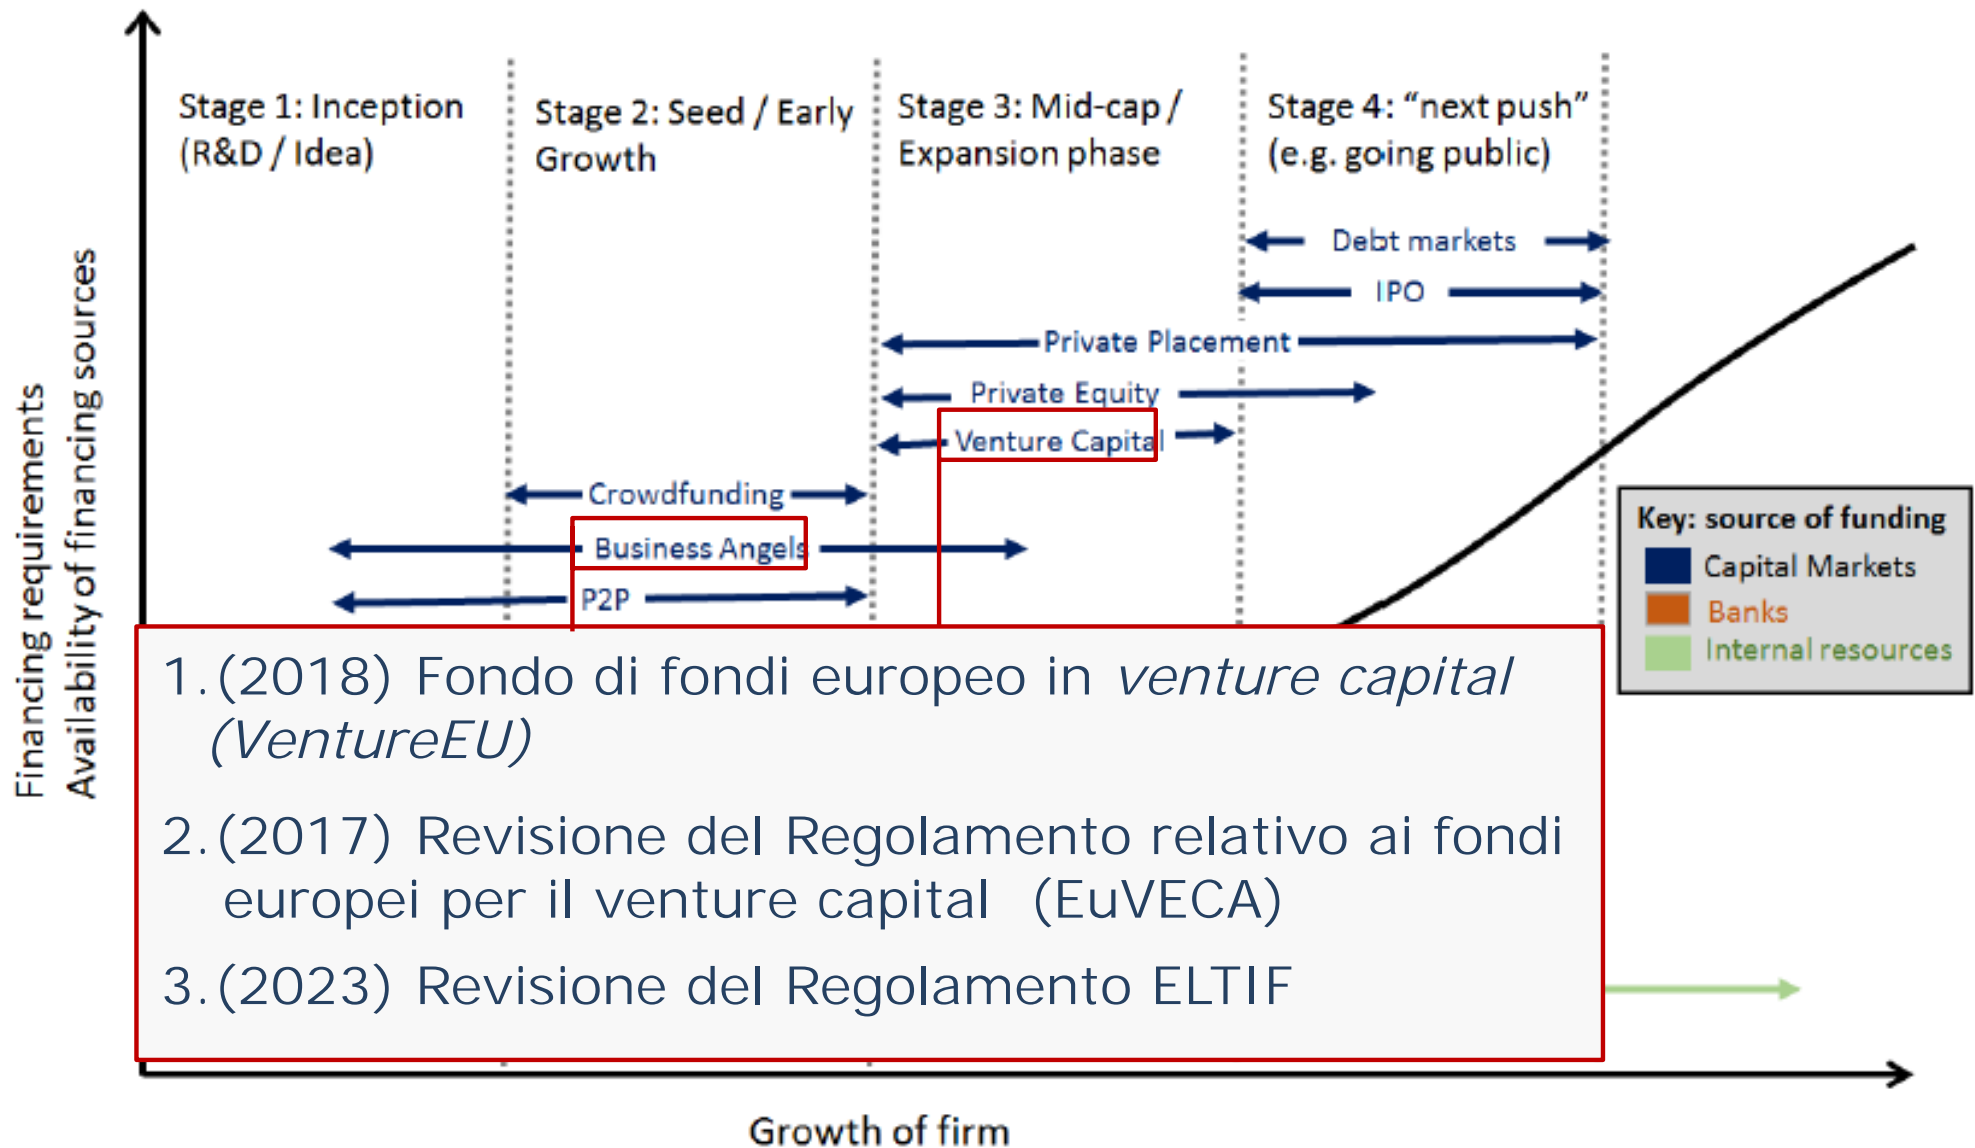 Stage 1: Inception
(R&D / Idea)
Stage 2: Seed / Early
Growth
Stage 3: Mid-cap /
Expansion phase
Stage 4: “next push”
(e.g. going public)
Debt markets
IPO
Private Placement
Private Equity
Venture Capital
Crowdfunding
Business Angels
P2P
Financing requirements
Availability of financing sources
Key: source of funding
Capital Markets
Banks
Internal resources
1.(2018) Fondo di fondi europeo in venture capital
(VentureEU)
2.(2017) Revisione del Regolamento relativo ai fondi
europei per il venture capital (EuVECA)
3.(2023) Revisione del Regolamento ELTIF
Growth of firm